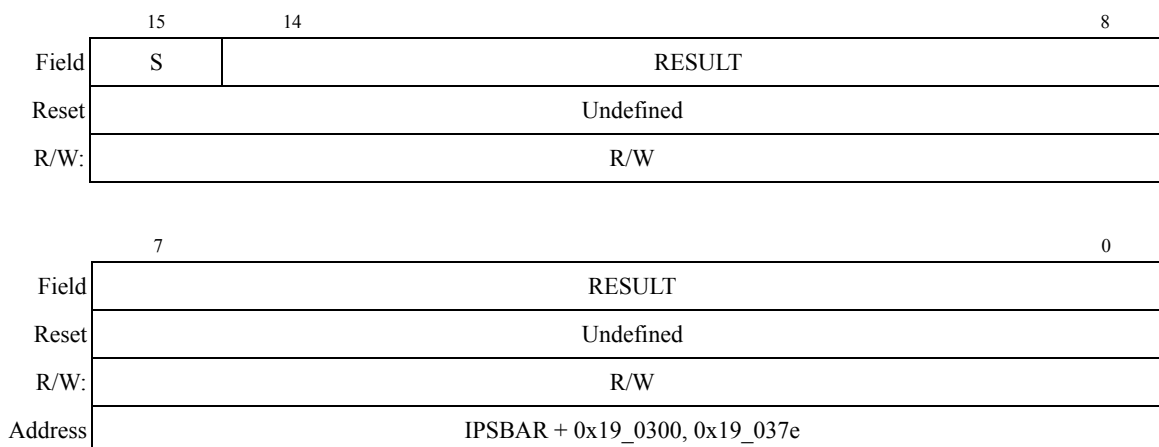 15 14 8
Field S RESULT
Reset Undefined
R/W: R/W
7 0
Field RESULT
Reset Undefined
R/W: R/W
Address IPSBAR + 0x19_0300, 0x19_037e